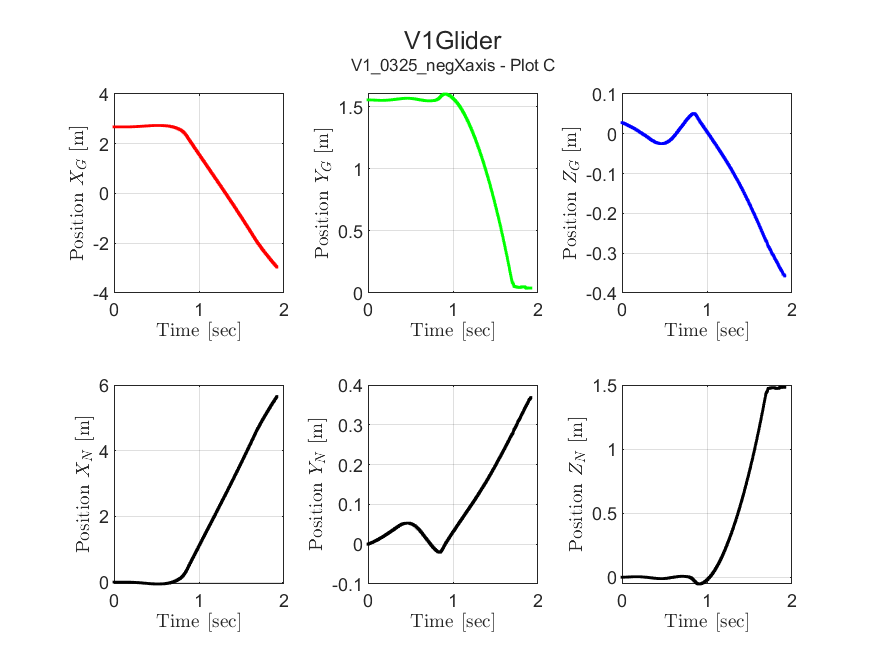 V1Glider
V1_0325_negXaxis - Plot C
Position X_G [m]
4
2
0
-2
-4
0 1 2
Time [sec]
Position Y_G [m]
1.5
1
0.5
0
0 1 2
Time [sec]
Position Z_G [m]
0.1
0
-0.1
-0.2
-0.3
-0.4
0 1 2
Time [sec]
Position X_N [m]
6
4
2
0
0 1 2
Time [sec]
Position Y_N [m]
0.4
0.3
0.2
0.1
0
-0.1
0 1 2
Time [sec]
Position Z_N [m]
1.5
1
0.5
0
0 1 2
Time [sec]